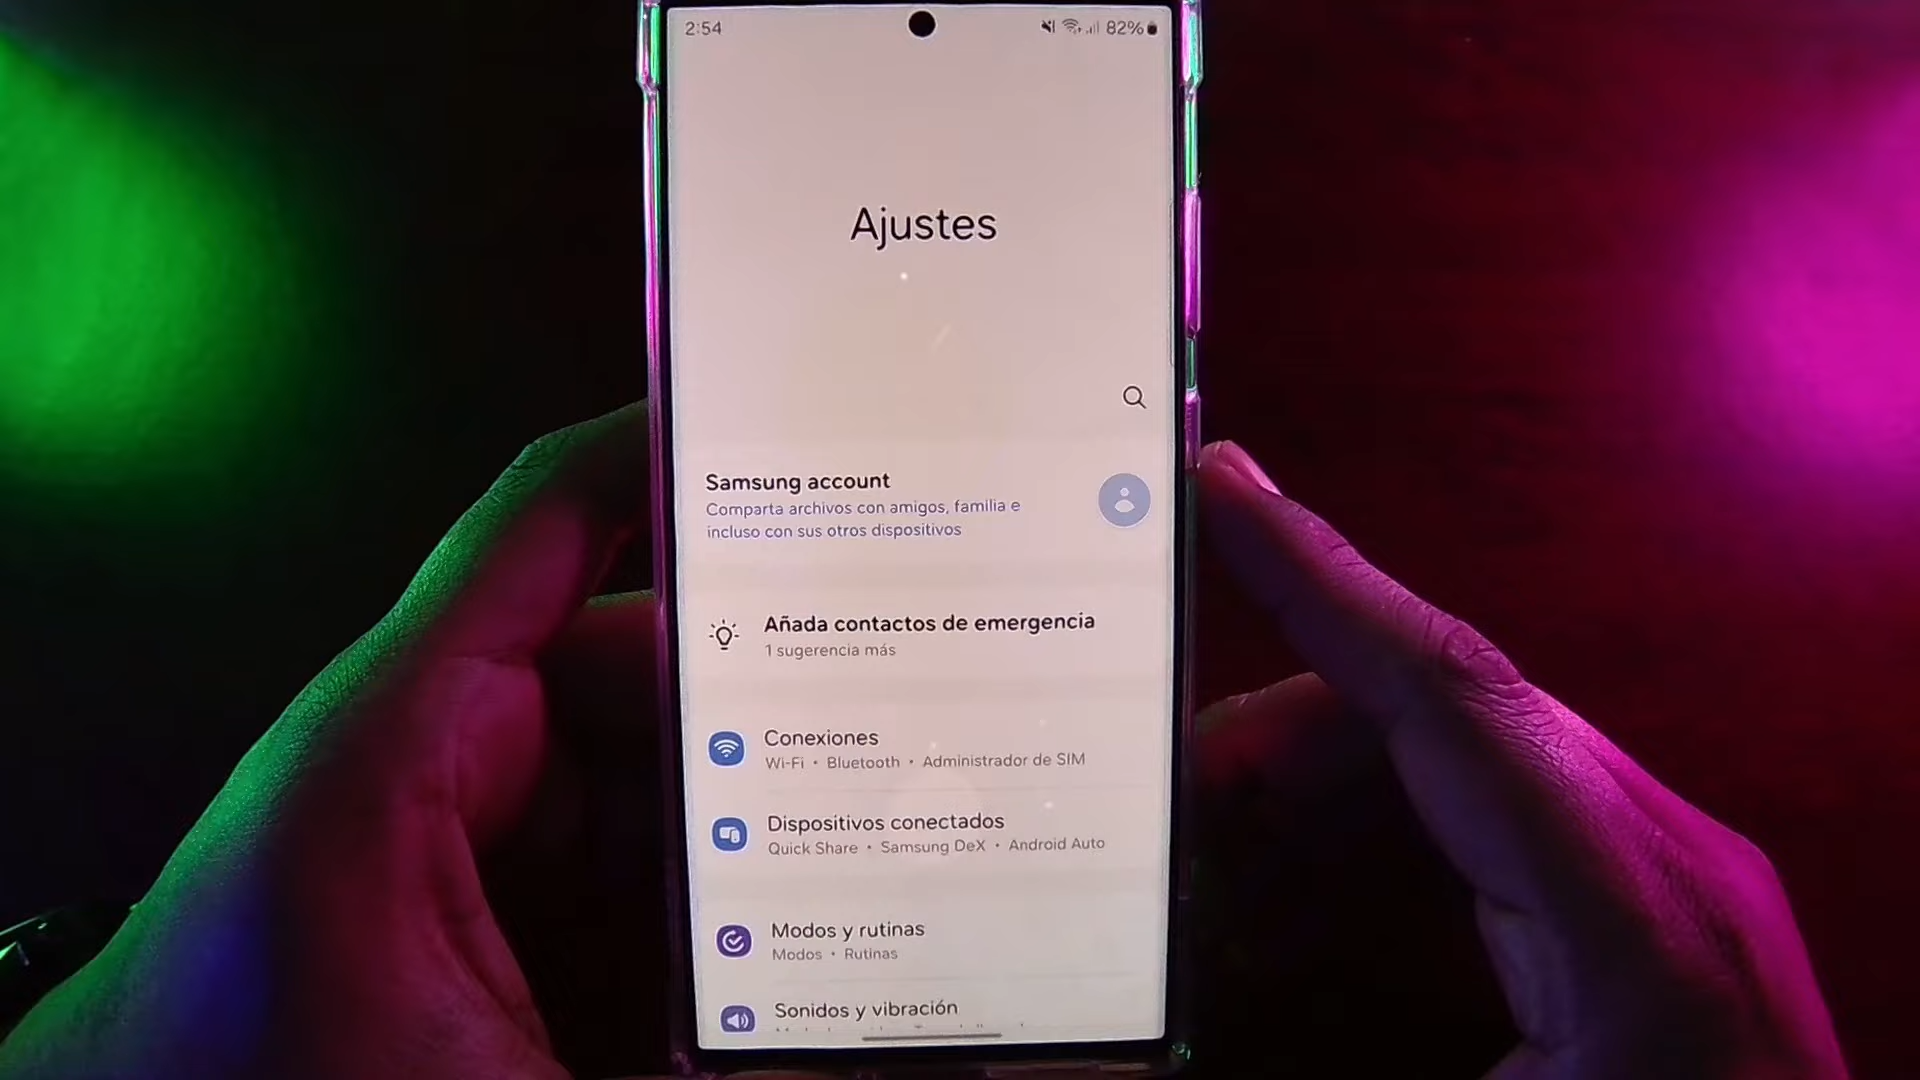 2:54
82%
Ajustes
Samsung account
Comparta archivos con amigos, familia e
incluso con sus otros dispositivos
Añada contactos de emergencia
1 sugerencia más
Conexiones
Wi-Fi • Bluetooth • Administrador de SIM
Dispositivos conectados
Quick Share • Samsung DeX • Android Auto
Modos y rutinas
Modos • Rutinas
Sonidos y vibración